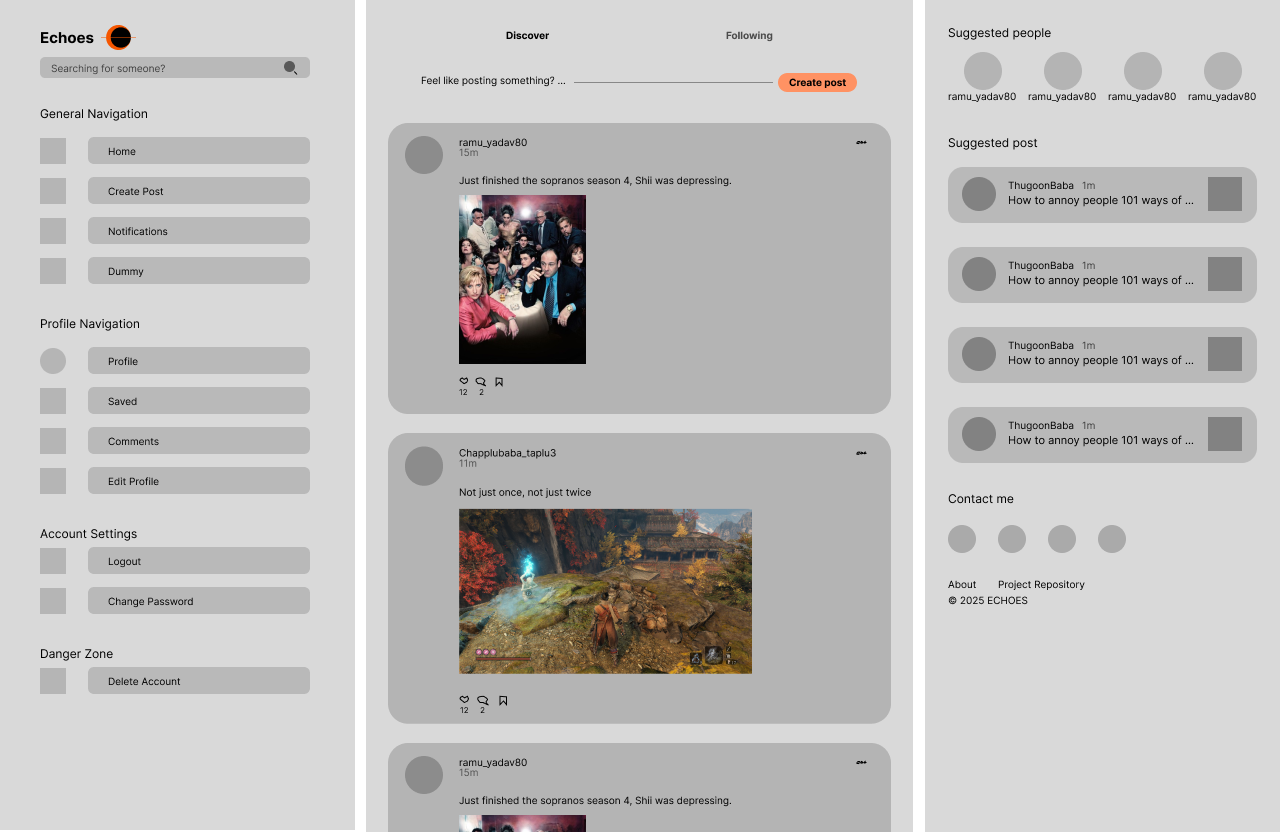 Echoes
Searching for someone?
General Navigation
Home
Create Post
Notifications
Dummy
Profile Navigation
Profile
Saved
Comments
Edit Profile
Account Settings
Logout
Change Password
Danger Zone
Delete Account
Discover
Following
Feel like posting something? ...
Create post
ramu_yadav80
15m
Just finished the sopranos season 4, Shii was depressing.
12 2
Chapplubaba_taplu3
11m
Not just once, not just twice
12 2
ramu_yadav80
15m
Just finished the sopranos season 4, Shii was depressing.
Suggested people
ramu_yadav80 ramu_yadav80 ramu_yadav80 ramu_yadav80
Suggested post
ThugoonBaba 1m
How to annoy people 101 ways of ...
ThugoonBaba 1m
How to annoy people 101 ways of ...
ThugoonBaba 1m
How to annoy people 101 ways of ...
ThugoonBaba 1m
How to annoy people 101 ways of ...
Contact me
About Project Repository
© 2025 ECHOES